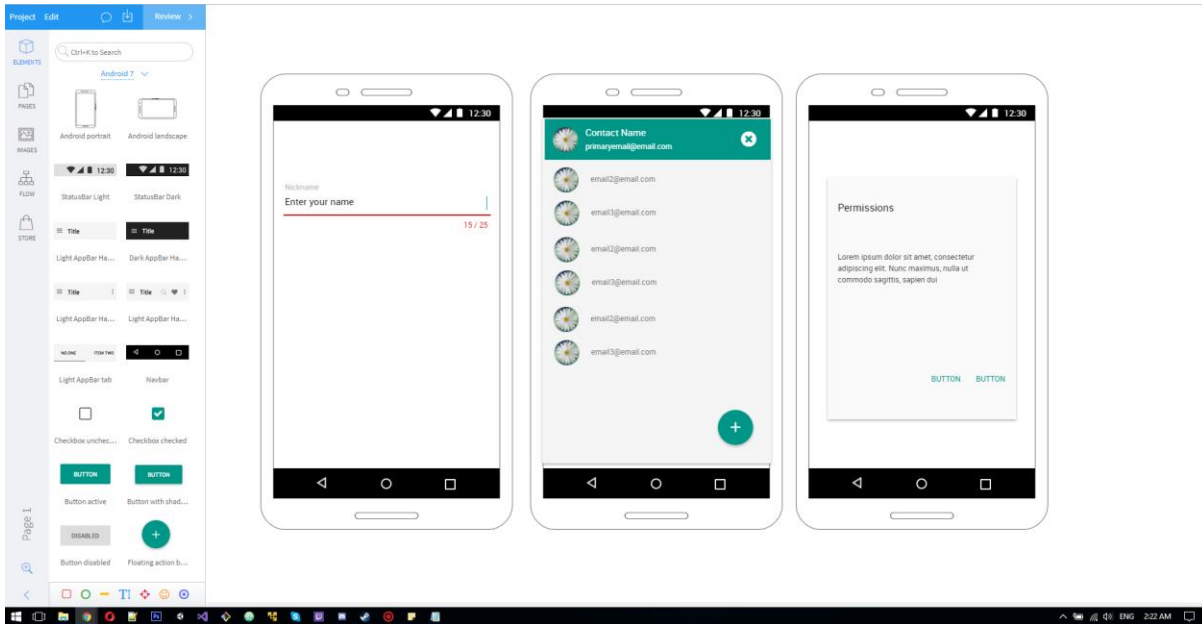 Project Edit Review >
ELEMENTS
PAGES
IMAGES
FLOW
STORE
Page 1
Ctrl+K to Search
Android 7
Android portrait Android landscape
12:30 12:30
StatusBar Light StatusBar Dark
Title Title
Light AppBar Ha... Dark AppBar Ha...
Title Title
Light AppBar Ha... Light AppBar Ha...
NO.ONE ITEM TWO
Light AppBar tab Navbar
Checkbox unchec... Checkbox checked
BUTTON BUTTON
Button active Button with shad...
DISABLED
Button disabled Floating action b...
12:30
Nickname
Enter your name
15 / 25
12:30
Contact Name
primaryemail@email.com
email2@email.com
email3@email.com
email2@email.com
email3@email.com
email2@email.com
email3@email.com
12:30
Permissions
Lorem ipsum dolor sit amet, consectetur
adipiscing elit. Nunc maximus, nulla ut
commodo sagittis, sapien dui
BUTTON BUTTON
ENG 2:22 AM